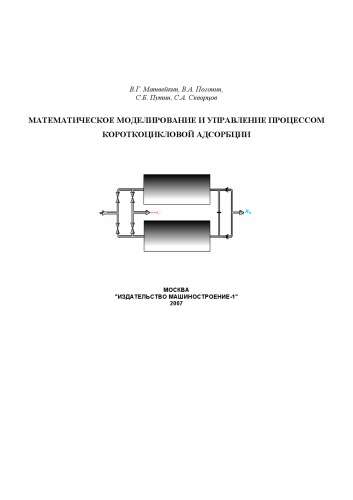 В.Г. Матвейкин, В.А. Погонин,
С.Б. Путин, С.А. Скворцов
МАТЕМАТИЧЕСКОЕ МОДЕЛИРОВАНИЕ И УПРАВЛЕНИЕ ПРОЦЕССОМ
КОРОТКОЦИКЛОВОЙ АДСОРБЦИИ
МОСКВА
"ИЗДАТЕЛЬСТВО МАШИНОСТРОЕНИЕ-1"
2007